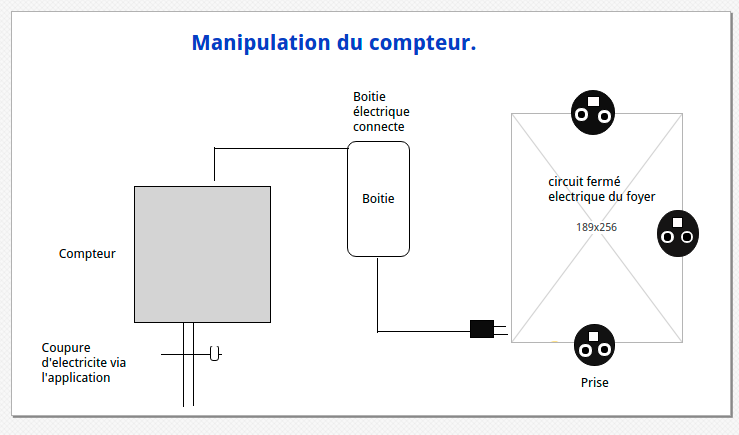 Manipulation du compteur.
Boitie
électrique
connecte
Boitie
circuit fermé
electrique du foyer
189x256
Compteur
Coupure
d'electricite via
l'application
Prise